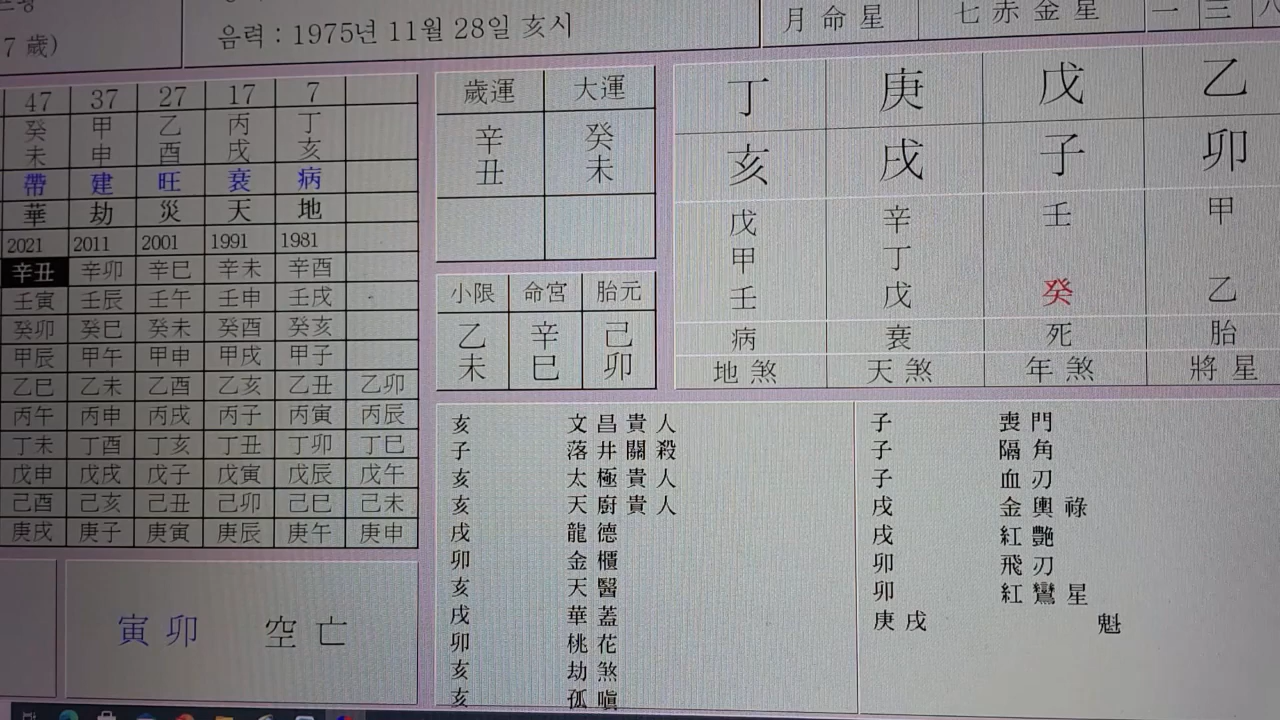 7 歲)
음력 : 1975년 11월 28일 亥시
月 命 星 七 赤 金 星 一 三 八
47 37 27 17 7
癸 甲 乙 丙 丁
未 申 酉 戌 亥
帶 建 旺 衰 病
華 劫 災 天 地
2021 2011 2001 1991 1981
辛丑 辛卯 辛巳 辛未 辛酉
壬寅 壬辰 壬午 壬申 壬戌
癸卯 癸巳 癸未 癸酉 癸亥
甲辰 甲午 甲申 甲戌 甲子
乙巳 乙未 乙酉 乙亥 乙丑 乙卯
丙午 丙申 丙戌 丙子 丙寅 丙辰
丁未 丁酉 丁亥 丁丑 丁卯 丁巳
戊申 戊戌 戊子 戊寅 戊辰 戊午
己酉 己亥 己丑 己卯 己巳 己未
庚戌 庚子 庚寅 庚辰 庚午 庚申
寅 卯 空 亡
歲運 大運
辛 癸
丑 未
小限 命宮 胎元
乙 辛 己
未 巳 卯
丁 庚 戊 乙
亥 戌 子 卯
戊 辛 壬 甲
甲 丁
壬 戊 癸 乙
病 衰 死 胎
地 煞 天 煞 年 煞 將 星
亥 文 昌 貴 人
子 落 井 關 殺
亥 太 極 貴 人
亥 天 廚 貴 人
戌 龍 德
卯 金 櫃
亥 天 醫
戌 華 蓋
卯 桃 花
亥 劫 煞
亥 孤 嗔
子 喪 門
子 隔 角
子 血 刃
戌 金 輿 祿
戌 紅 艶
卯 飛 刃
卯 紅 鸞 星
庚 戌 魁